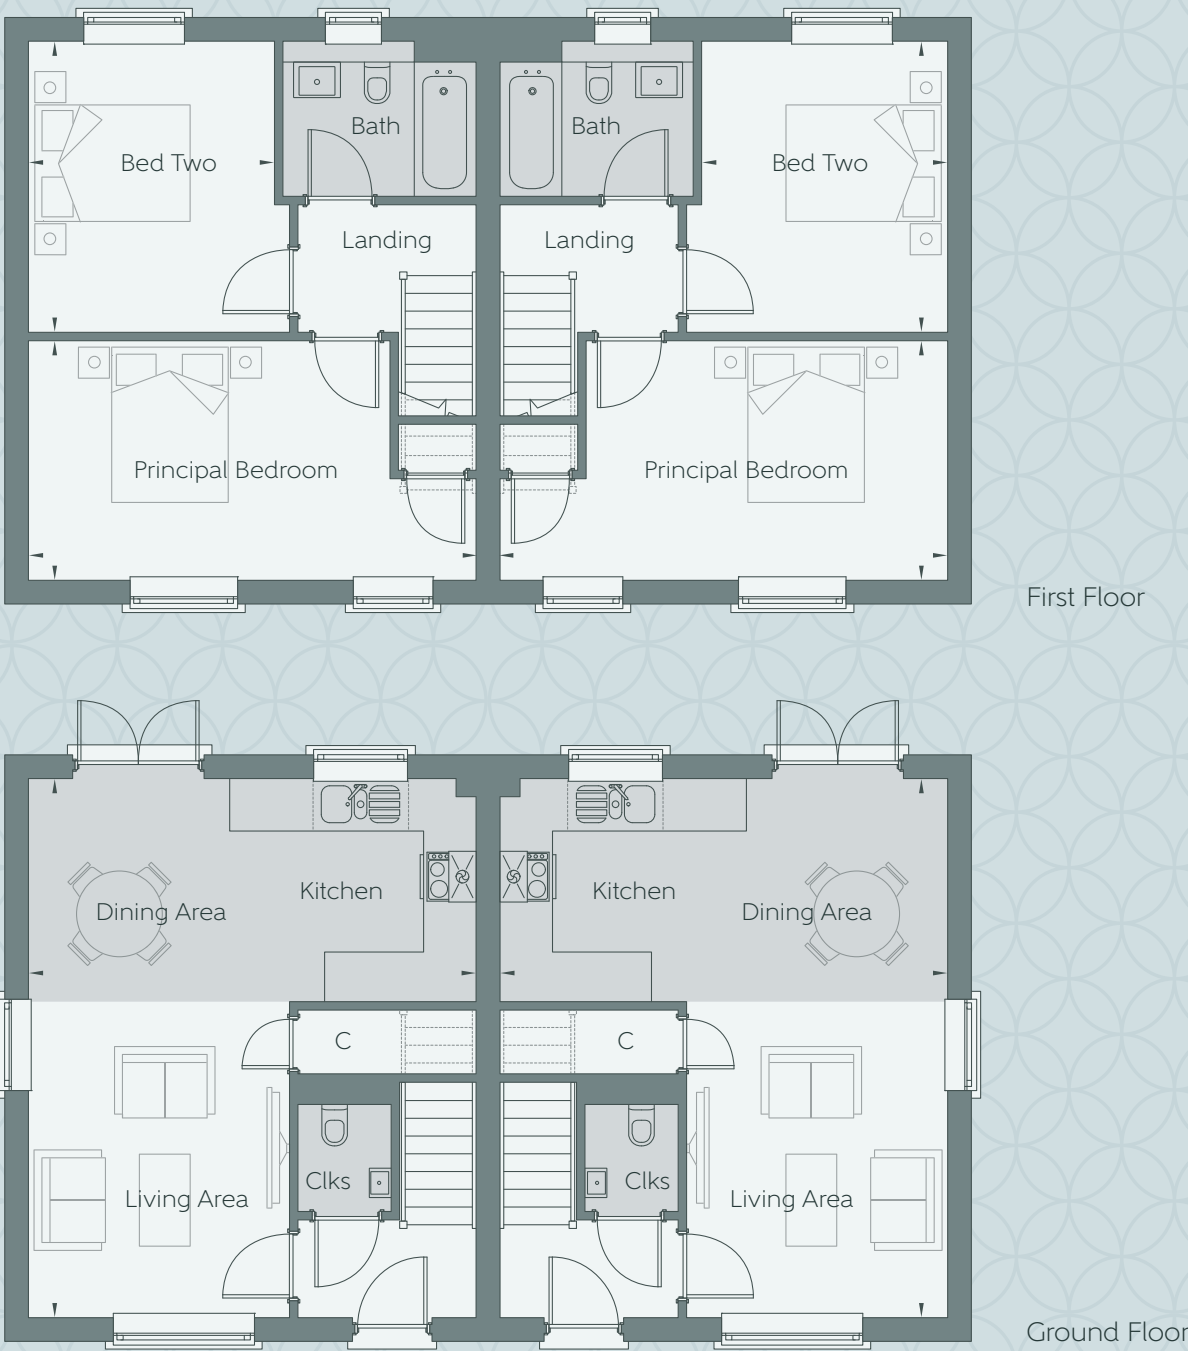 Bath
Bath
Bed Two
Bed Two
Landing
Landing
Principal Bedroom
Principal Bedroom
First Floor
Kitchen
Kitchen
Dining Area
Dining Area
C
C
Clks
Clks
Living Area
Living Area
Ground Floor